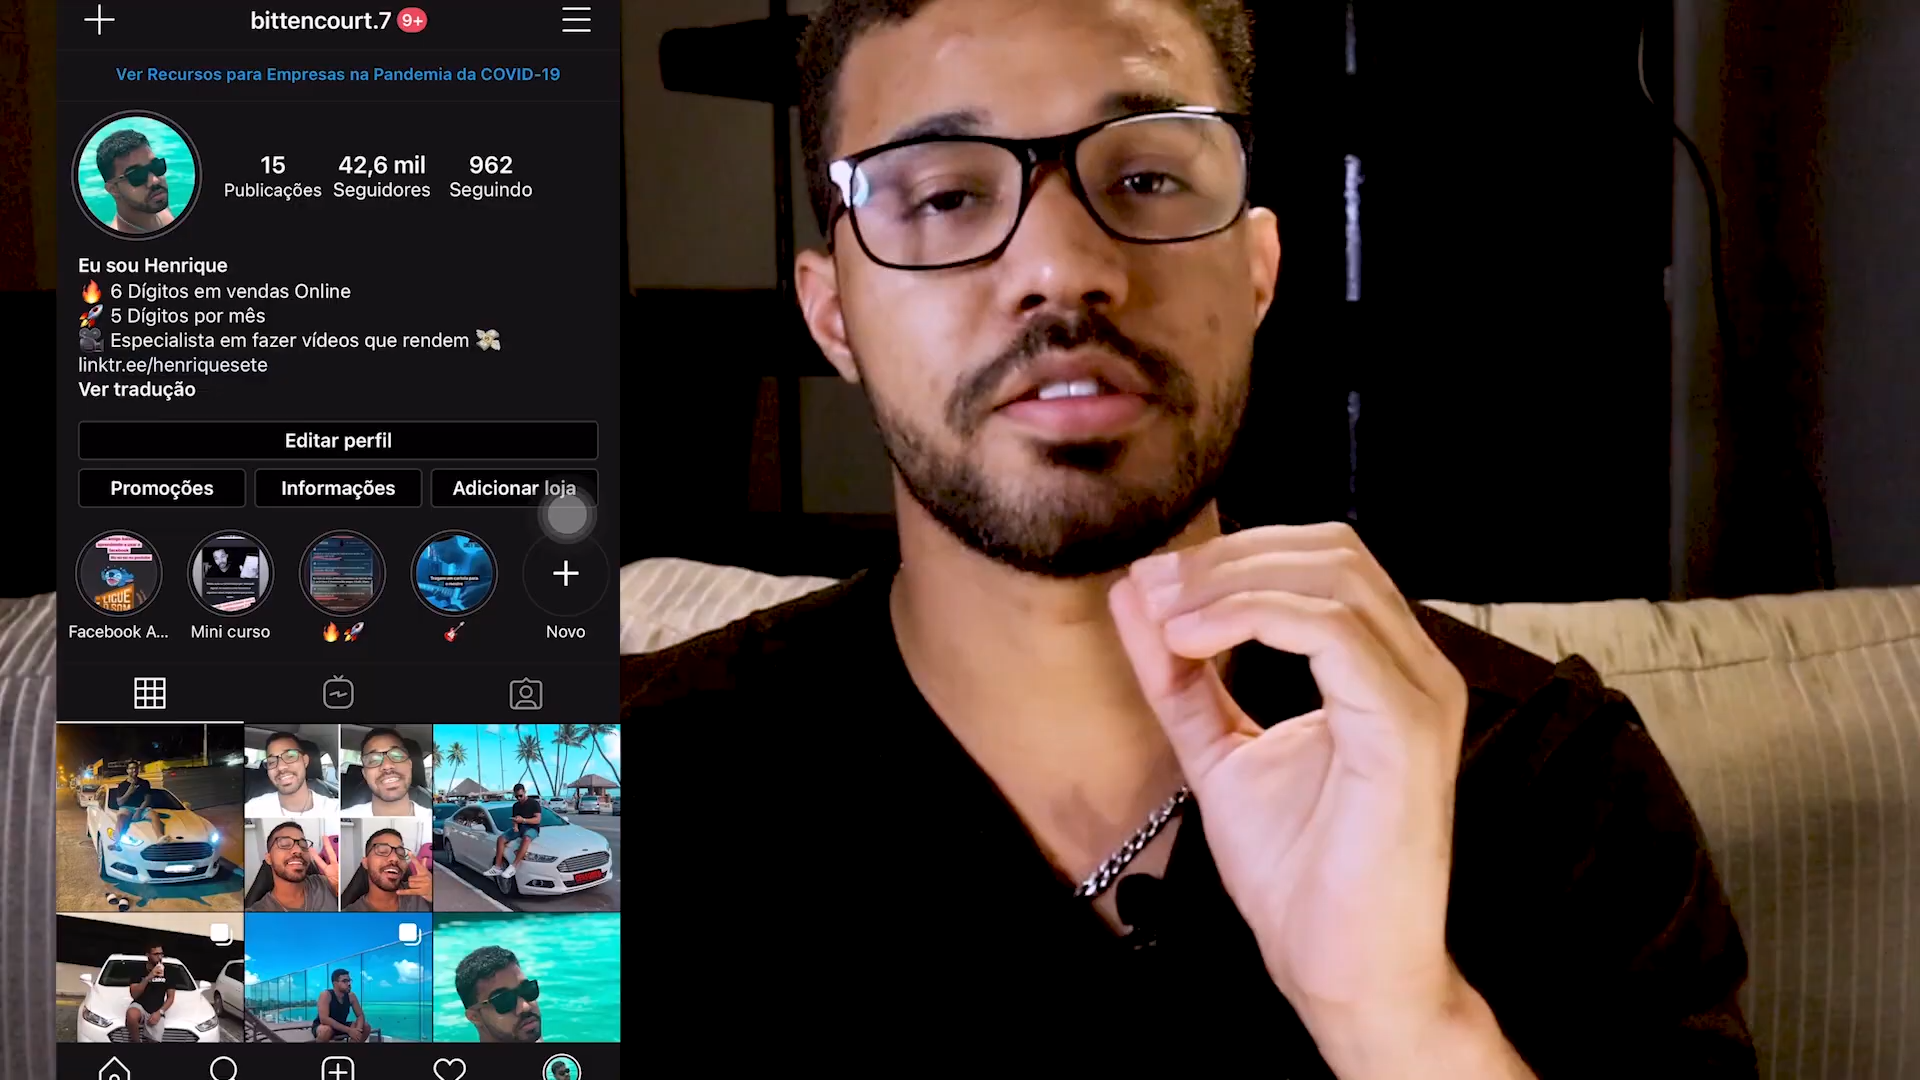 bittencourt.7 9+
Ver Recursos para Empresas na Pandemia da COVID-19
15 42,6 mil 962
Publicações Seguidores Seguindo
Eu sou Henrique
🔥 6 Dígitos em vendas Online
🚀 5 Dígitos por mês
🎥 Especialista em fazer vídeos que rendem 💸
linktr.ee/henriquesete
Ver tradução
Editar perfil
Promoções Informações Adicionar loja
LIGUE
O SOM
Facebook A... Mini curso 🔥🚀 🎸 Novo